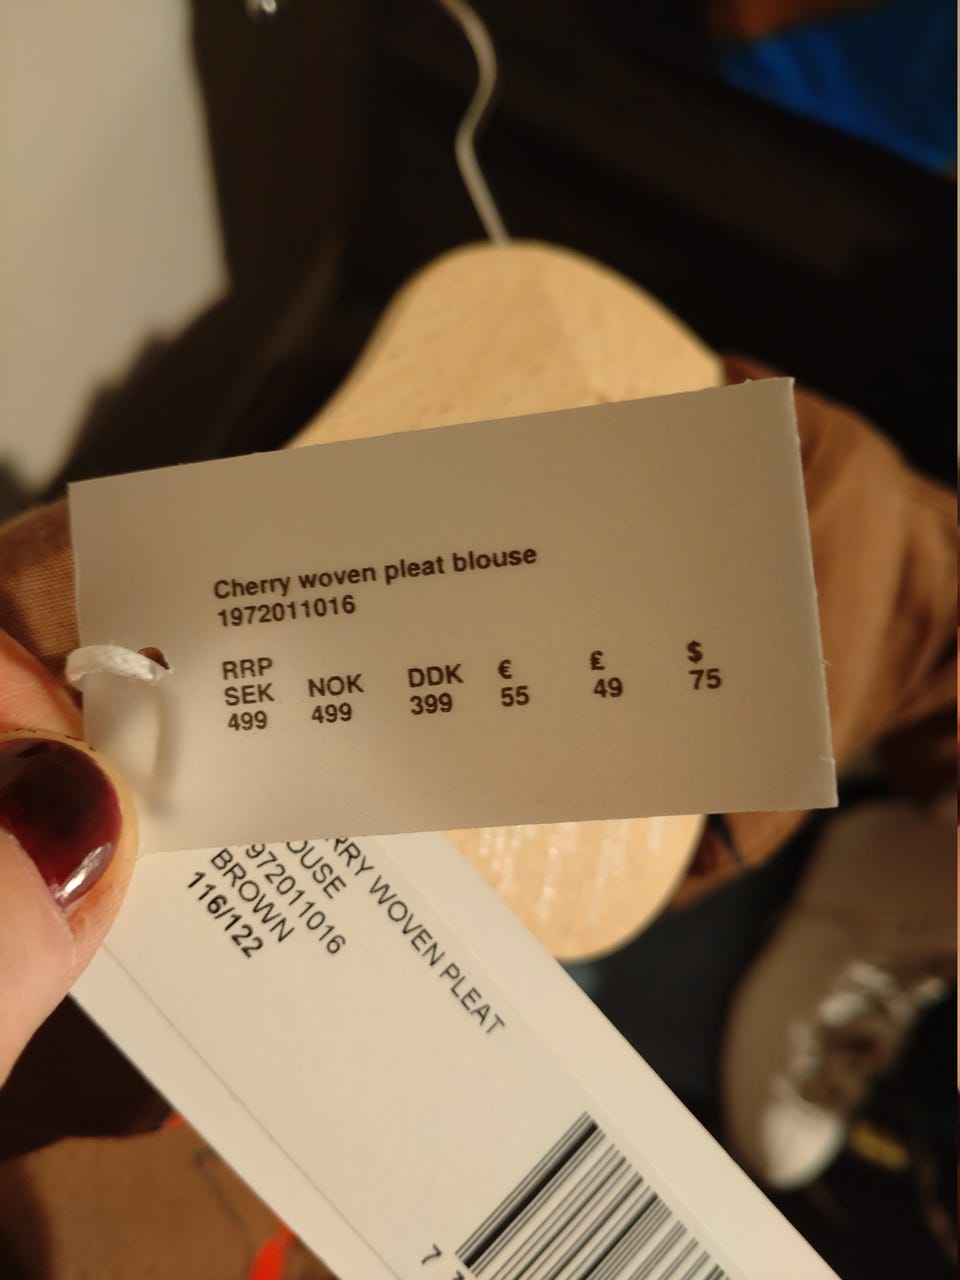 Cherry woven pleat blouse
1972011016
RRP
SEK NOK DDK € £ $
499 499 399 55 49 75
RRY WOVEN PLEAT
OUSE
972011016
BROWN
116/122
7